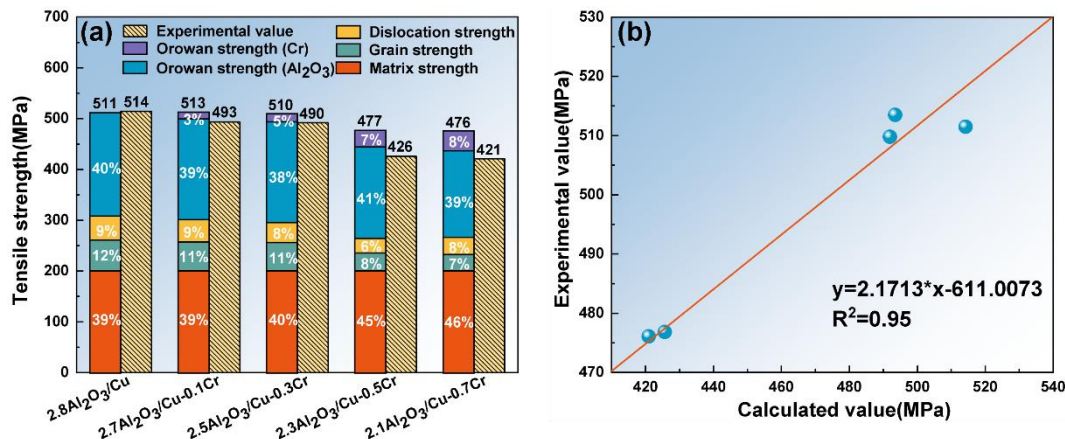 (a)
Experimental value
Orowan strength (Cr)
Orowan strength (Al₂O₃)
Dislocation strength
Grain strength
Matrix strength
Tensile strength(MPa)
700
600
500
400
300
200
100
0
511 514
40%
9%
12%
39%
513 493
3%
39%
9%
11%
39%
510 490
5%
38%
8%
11%
40%
477 426
7%
41%
6%
8%
45%
476 421
8%
39%
8%
7%
46%
2.8Al₂O₃/Cu
2.7Al₂O₃/Cu-0.1Cr
2.5Al₂O₃/Cu-0.3Cr
2.3Al₂O₃/Cu-0.5Cr
2.1Al₂O₃/Cu-0.7Cr
(b)
Experimental value(MPa)
530
520
510
500
490
480
470
y=2.1713*x-611.0073
R²=0.95
420 440 460 480 500 520 540
Calculated value(MPa)